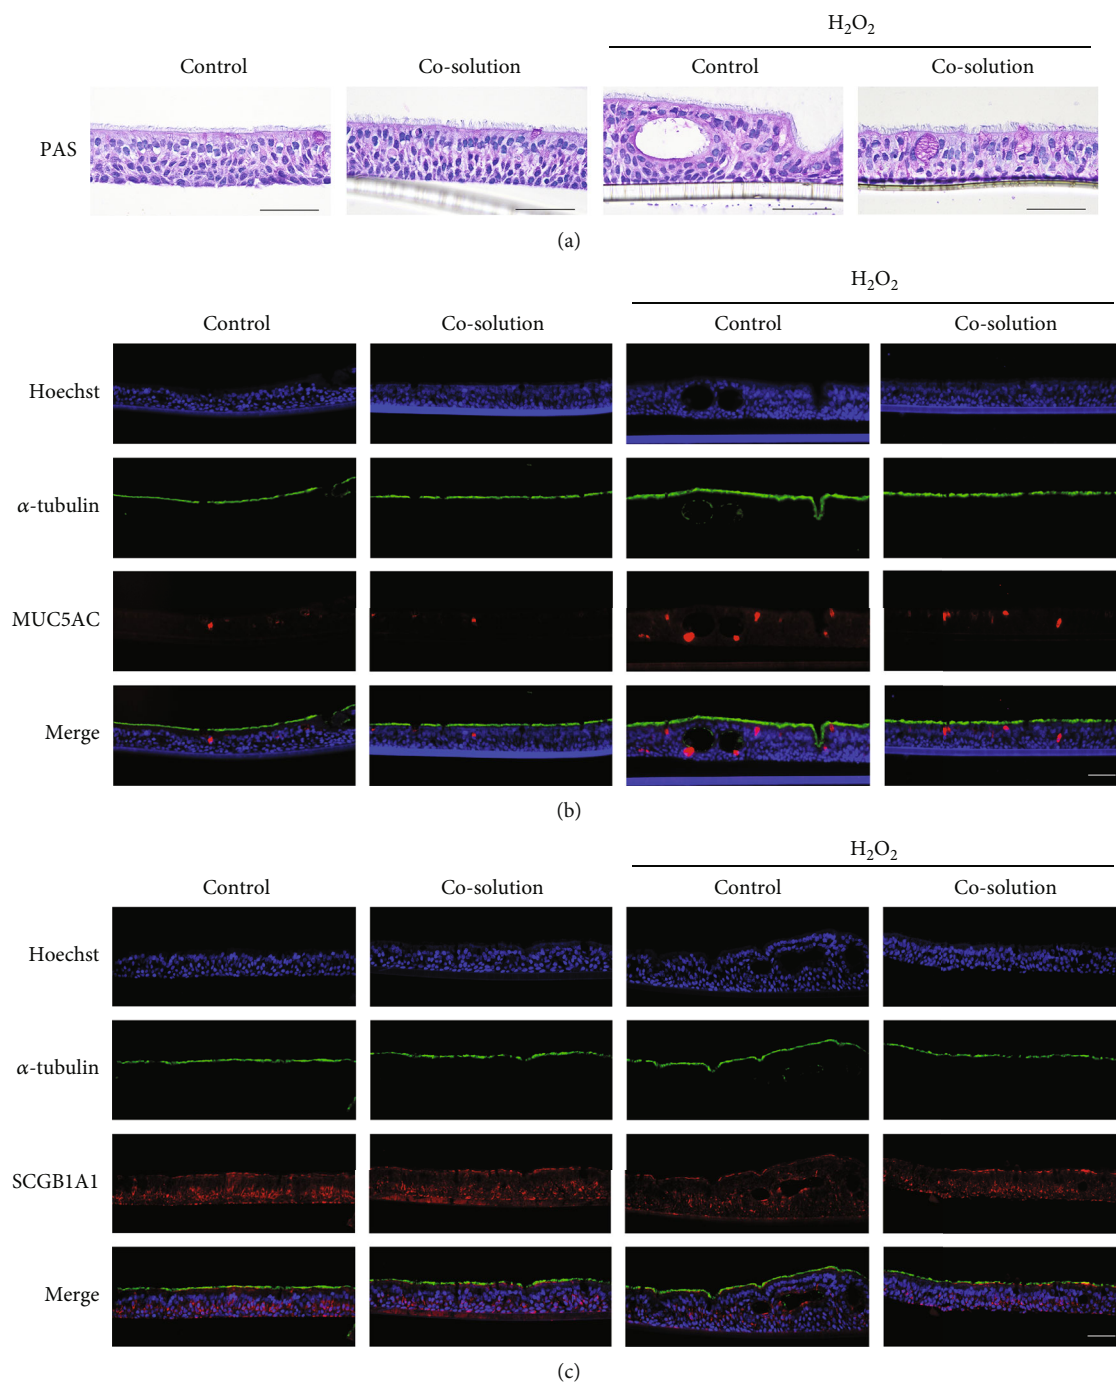 H₂O₂
Control Co-solution Control Co-solution
PAS
(a)
H₂O₂
Control Co-solution Control Co-solution
Hoechst
α-tubulin
MUC5AC
Merge
(b)
H₂O₂
Control Co-solution Control Co-solution
Hoechst
α-tubulin
SCGB1A1
Merge
(c)